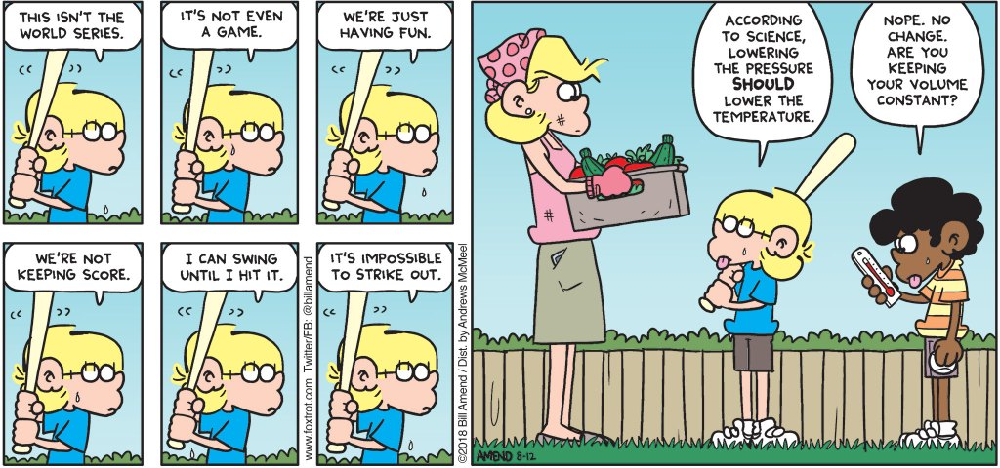 THIS ISN'T THE
WORLD SERIES.
IT'S NOT EVEN
A GAME.
WE'RE JUST
HAVING FUN.
WE'RE NOT
KEEPING SCORE.
I CAN SWING
UNTIL I HIT IT.
IT'S IMPOSSIBLE
TO STRIKE OUT.
www.foxtrot.com Twitter/FB: @billamend
©2018 Bill Amend / Dist. by Andrews McMeel
ACCORDING
TO SCIENCE,
LOWERING
THE PRESSURE
SHOULD
LOWER THE
TEMPERATURE.
NOPE. NO
CHANGE.
ARE YOU
KEEPING
YOUR VOLUME
CONSTANT?
AMEND 8-12